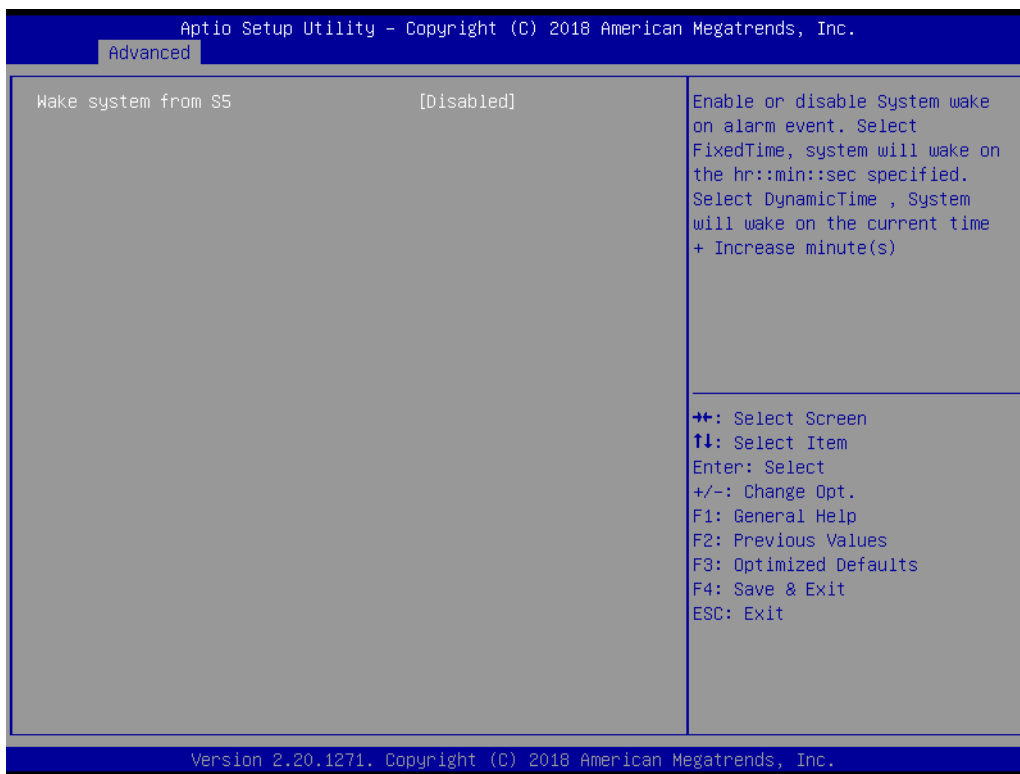 Aptio Setup Utility – Copyright (C) 2018 American Megatrends, Inc.
Advanced
Wake system from S5 [Disabled]
Enable or disable System wake
on alarm event. Select
FixedTime, system will wake on
the hr::min::sec specified.
Select DynamicTime , System
will wake on the current time
+ Increase minute(s)
→←: Select Screen
↑↓: Select Item
Enter: Select
+/-: Change Opt.
F1: General Help
F2: Previous Values
F3: Optimized Defaults
F4: Save & Exit
ESC: Exit
Version 2.20.1271. Copyright (C) 2018 American Megatrends, Inc.